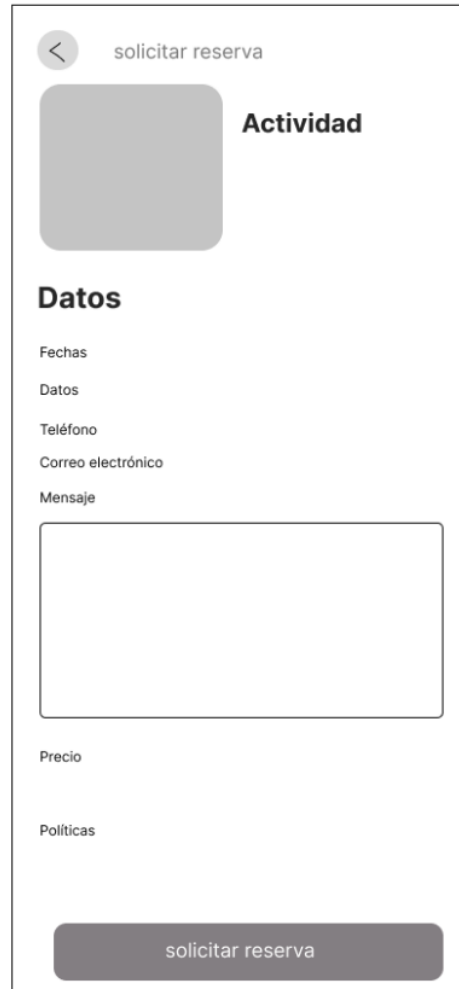 solicitar reserva
Actividad
Datos
Fechas
Datos
Teléfono
Correo electrónico
Mensaje
Precio
Políticas
solicitar reserva